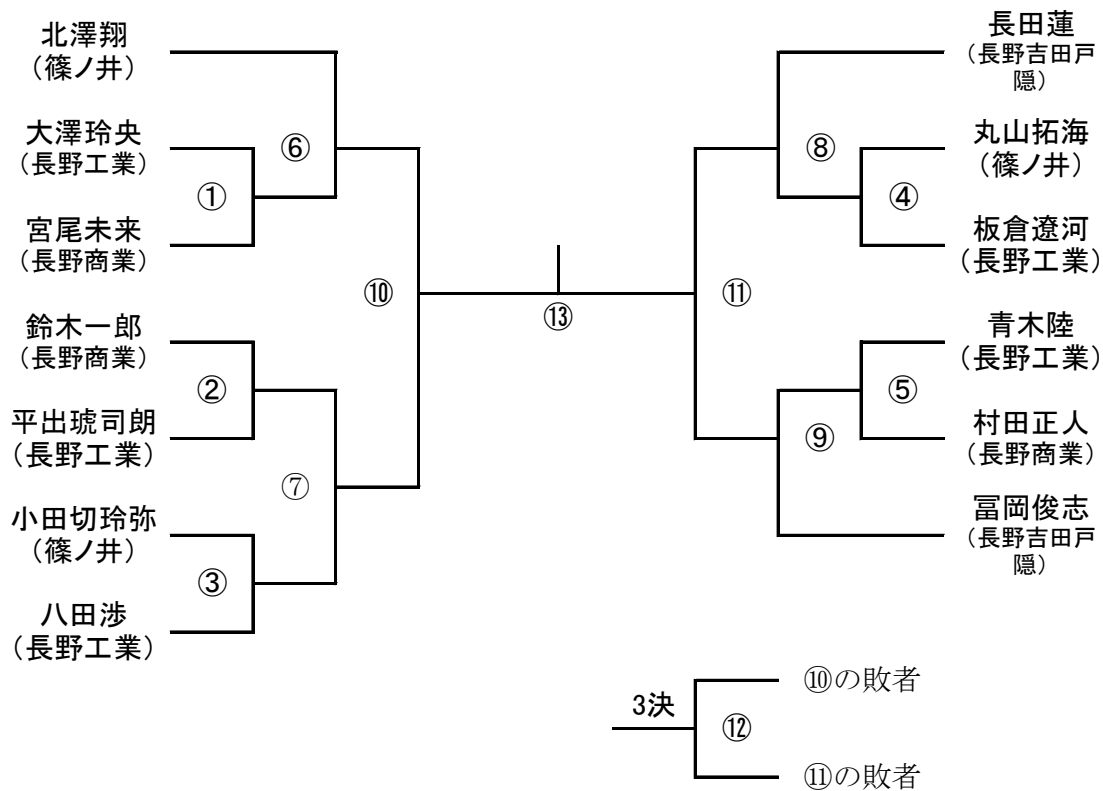 北澤翔
（篠ノ井）
大澤玲央
（長野工業）
宮尾未来
（長野商業）
鈴木一郎
（長野商業）
平出琥司朗
（長野工業）
小田切玲弥
（篠ノ井）
八田渉
（長野工業）
①
②
③
⑥
⑦
⑩
⑬
⑪
⑧
⑨
④
⑤
長田蓮
（長野吉田戸
隠）
丸山拓海
（篠ノ井）
板倉遼河
（長野工業）
青木陸
（長野工業）
村田正人
（長野商業）
冨岡俊志
（長野吉田戸
隠）
3決
⑫
⑩の敗者
⑪の敗者